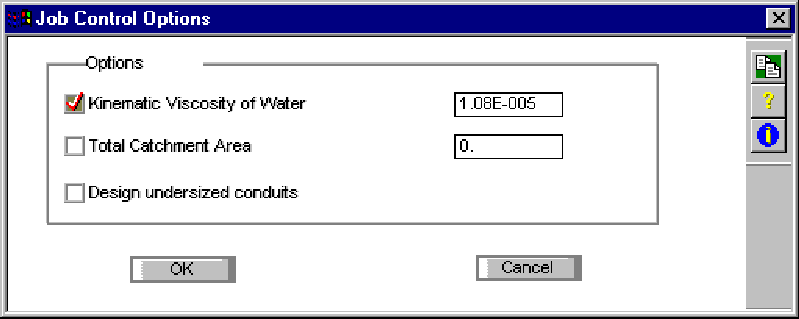 Job Control Options
Options
Kinematic Viscosity of Water 1.08E-005
Total Catchment Area 0.
Design undersized conduits
OK Cancel
?
i